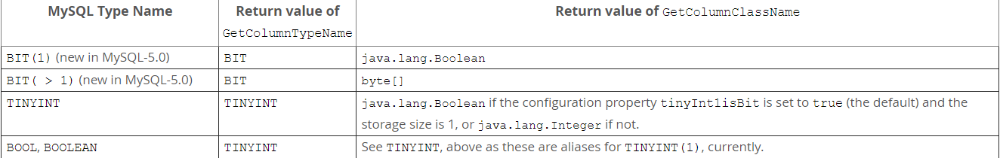 MySQL Type Name
Return value of
GetColumnTypeName
Return value of GetColumnClassName
BIT(1) (new in MySQL-5.0)
BIT
java.lang.Boolean
BIT( > 1) (new in MySQL-5.0)
BIT
byte[]
TINYINT
TINYINT
java.lang.Boolean if the configuration property tinyInt1isBit is set to true (the default) and the
storage size is 1, or java.lang.Integer if not.
BOOL, BOOLEAN
TINYINT
See TINYINT, above as these are aliases for TINYINT(1), currently.